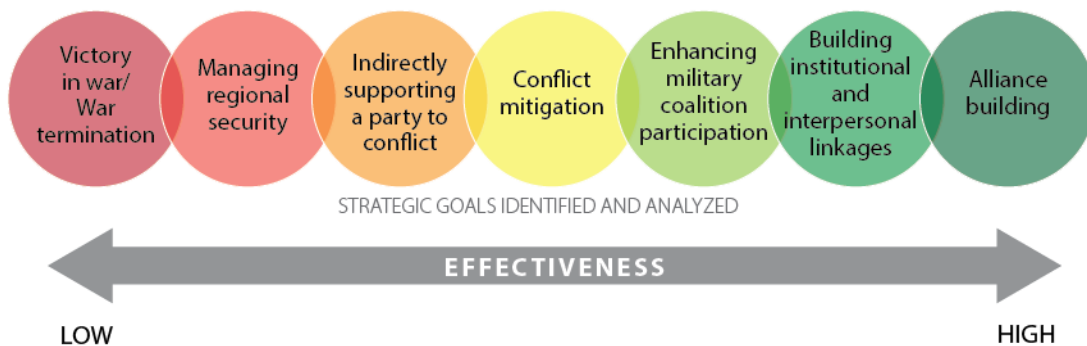 Victory
in war/
War
termination
Managing
regional
security
Indirectly
supporting
a party to
conflict
Conflict
mitigation
Enhancing
military
coalition
participation
Building
institutional
and
interpersonal
linkages
Alliance
building
STRATEGIC GOALS IDENTIFIED AND ANALYZED
EFFECTIVENESS
LOW
HIGH